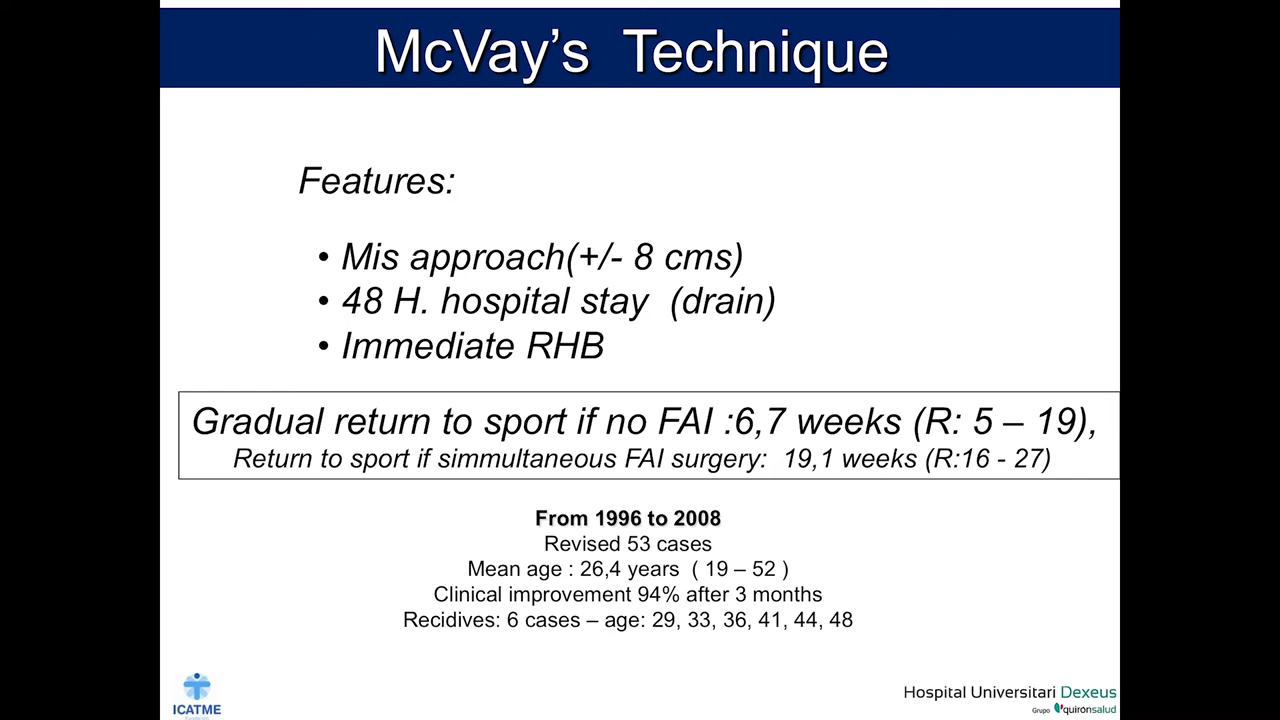 McVay’s Technique
Features:
• Mis approach(+/- 8 cms)
• 48 H. hospital stay (drain)
• Immediate RHB
Gradual return to sport if no FAI :6,7 weeks (R: 5 – 19),
Return to sport if simmultaneous FAI surgery: 19,1 weeks (R:16 - 27)
From 1996 to 2008
Revised 53 cases
Mean age : 26,4 years ( 19 – 52 )
Clinical improvement 94% after 3 months
Recidives: 6 cases – age: 29, 33, 36, 41, 44, 48
ICATME
Hospital Universitari Dexeus
Grupo quirónsalud